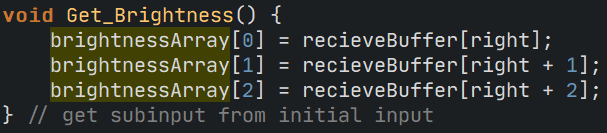 void Get_Brightness() {
    brightnessArray[0] = recieveBuffer[right];
    brightnessArray[1] = recieveBuffer[right + 1];
    brightnessArray[2] = recieveBuffer[right + 2];
} // get subinput from initial input